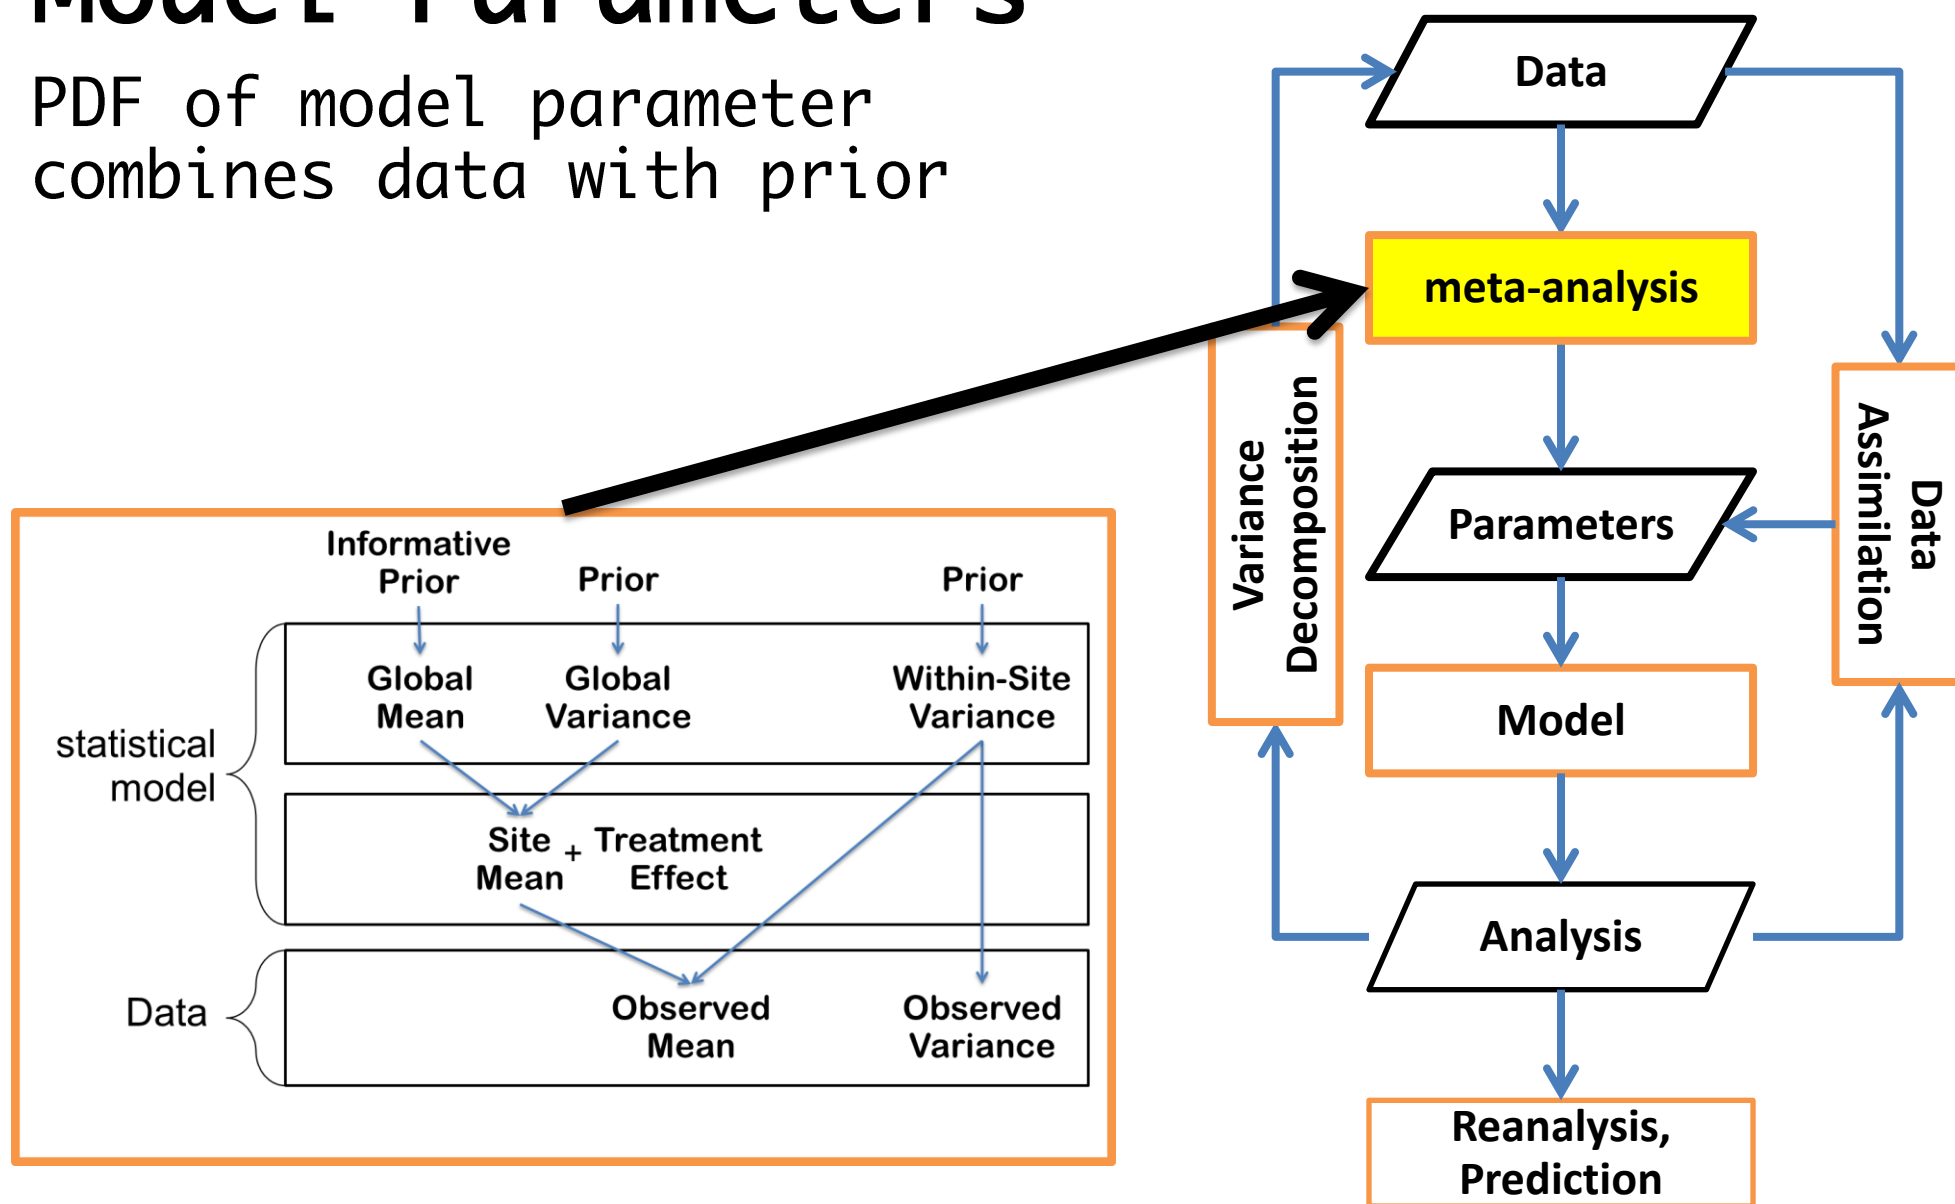 Model Parameters
PDF of model parameter
combines data with prior
Informative
Prior
Prior
Prior
Global
Mean
Global
Variance
Within-Site
Variance
statistical
model
Site
Mean
+
Treatment
Effect
Data
Observed
Mean
Observed
Variance
Data
meta-analysis
Variance
Decomposition
Parameters
Data
Assimilation
Model
Analysis
Reanalysis,
Prediction